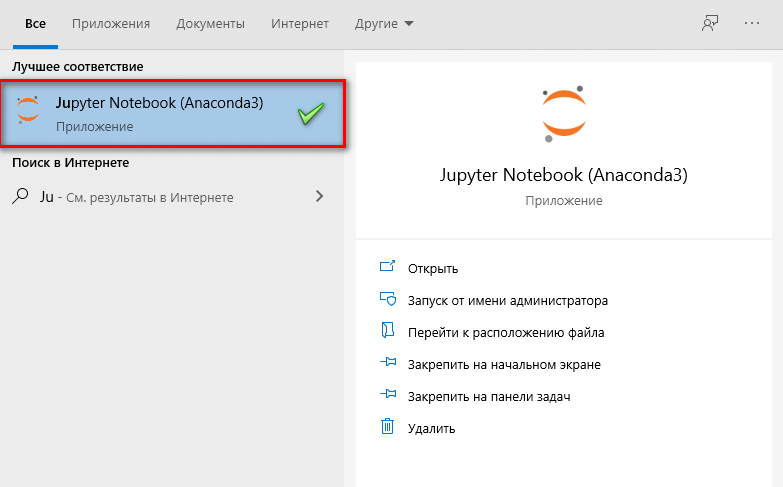 Все Приложения Документы Интернет Другие
Лучшее соответствие
Jupyter Notebook (Anaconda3)
Приложение
Поиск в Интернете
Ju - См. результаты в Интернете
Jupyter Notebook (Anaconda3)
Приложение
Открыть
Запуск от имени администратора
Перейти к расположению файла
Закрепить на начальном экране
Закрепить на панели задач
Удалить